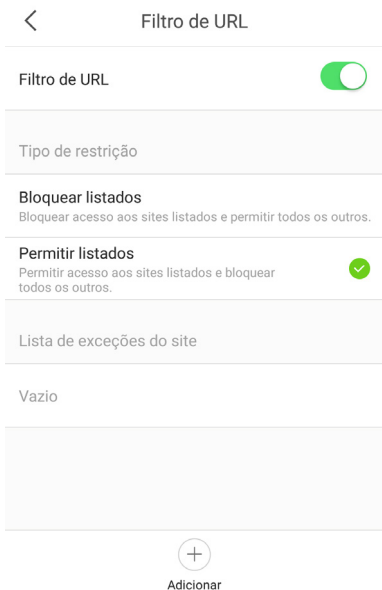 Filtro de URL
Filtro de URL
Tipo de restrição
Bloquear listados
Bloquear acesso aos sites listados e permitir todos os outros.
Permitir listados
Permitir acesso aos sites listados e bloquear
todos os outros.
Lista de exceções do site
Vazio
Adicionar